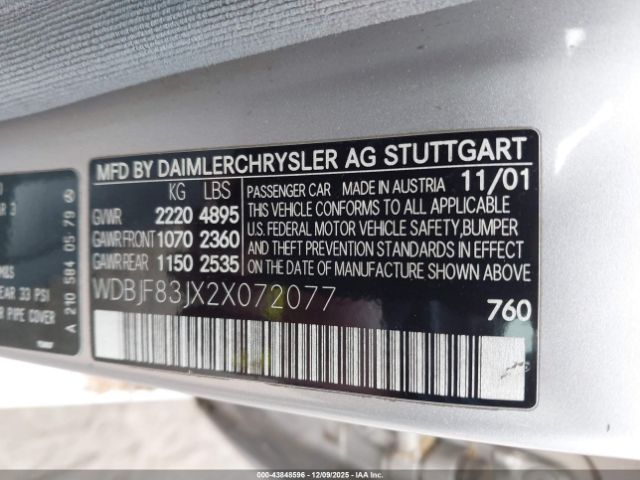 MFD BY DAIMLERCHRYSLER AG STUTTGART
KG LBS
GVWR 2220 4895
GAWR FRONT 1070 2360
GAWR REAR 1150 2535
PASSENGER CAR MADE IN AUSTRIA 11/01
THIS VEHICLE CONFORMS TO ALL APPLICABLE
U.S. FEDERAL MOTOR VEHICLE SAFETY, BUMPER
AND THEFT PREVENTION STANDARDS IN EFFECT
ON THE DATE OF MANUFACTURE SHOWN ABOVE
WDBJF83JX2X072077
760
A 210 584 05 79
EAR 33 PSI
R PIPE COVER
000-43848596 - 12/09/2025 - IAA Inc.